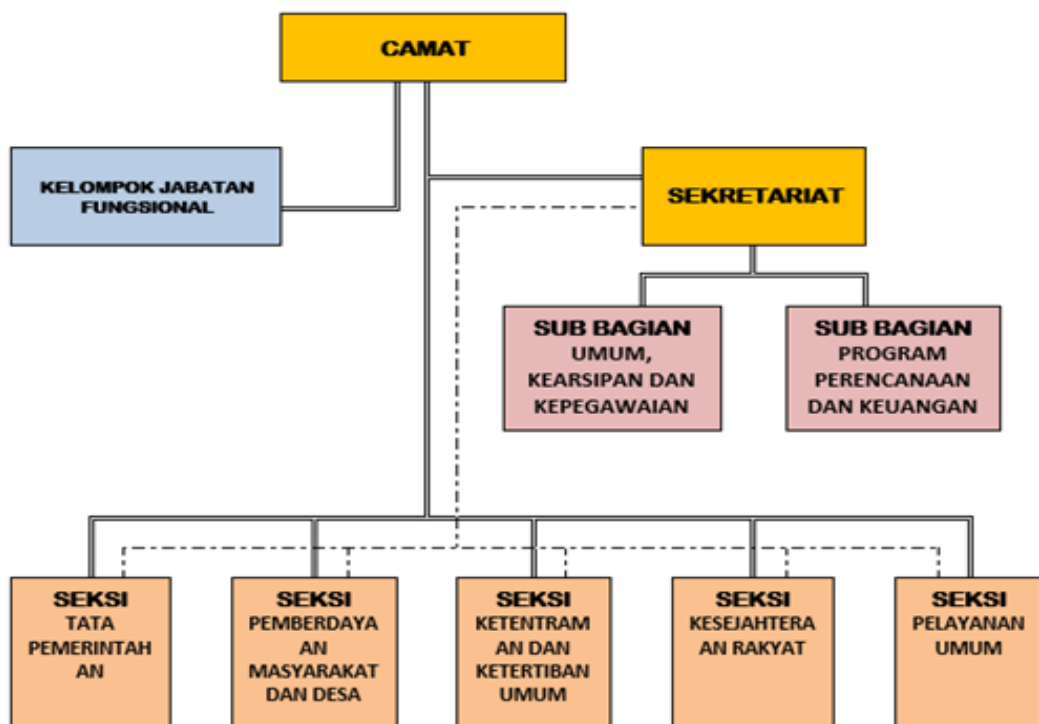 CAMAT
KELOMPOK JABATAN
FUNGSIONAL
SEKRETARIAT
SUB BAGIAN
UMUM,
KEARSIPAN DAN
KEPEGAWAIAN
SUB BAGIAN
PROGRAM
PERENCANAAN
DAN KEUANGAN
SEKSI
TATA
PEMERINTAH
AN
SEKSI
PEMBERDAYA
AN
MASYARAKAT
DAN DESA
SEKSI
KETENTRAM
AN DAN
KETERTIBAN
UMUM
SEKSI
KESEJAHTERA
AN RAKYAT
SEKSI
PELAYANAN
UMUM